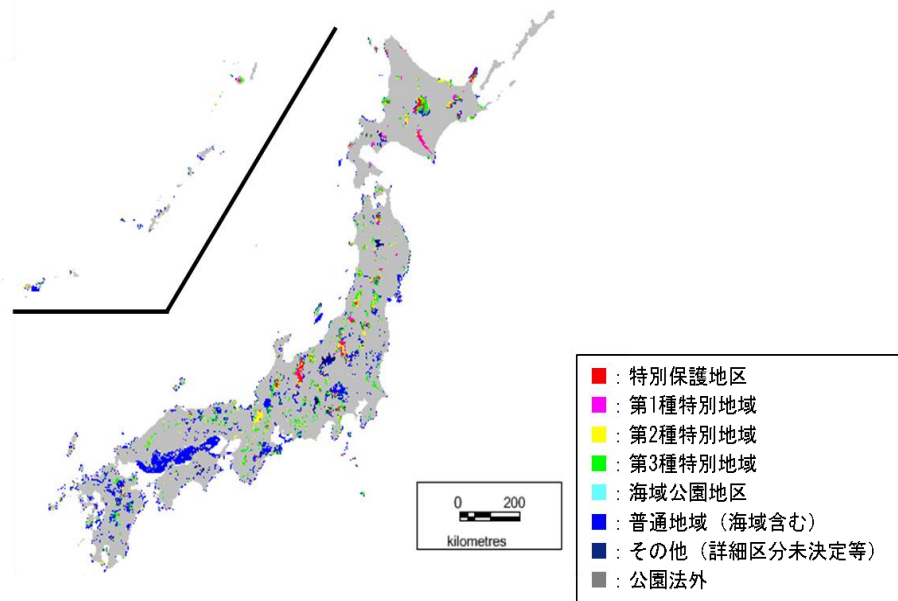 0 200
kilometres
: 特別保護地区
: 第1種特別地域
: 第2種特別地域
: 第3種特別地域
: 海域公園地区
: 普通地域（海域含む）
: その他（詳細区分未決定等）
: 公園法外